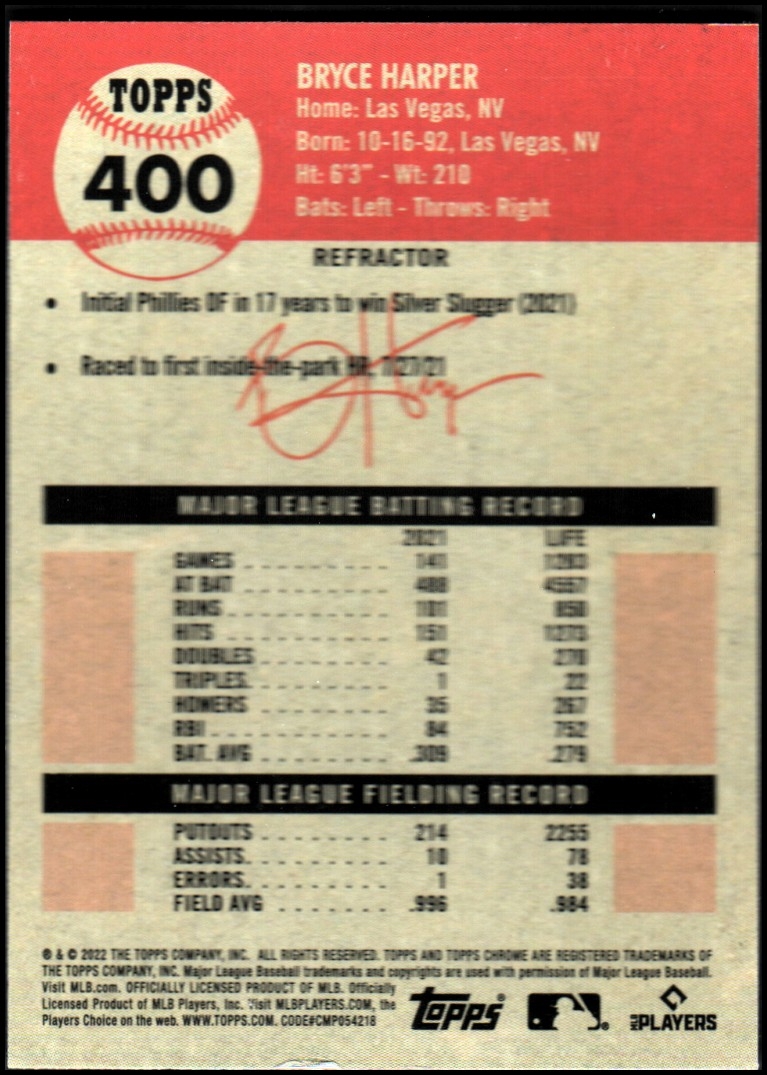 TOPPS
400
BRYCE HARPER
Home: Las Vegas, NV
Born: 10-16-92, Las Vegas, NV
Ht: 6'3" - Wt: 210
Bats: Left - Throws: Right
REFRACTOR
• Initial Phillies OF in 17 years to win Silver Slugger (2021)
• Raced to first inside-the-park HR, 7/27/21
MAJOR LEAGUE BATTING RECORD
2021 LIFE
GAMES 141 1283
AT BAT 488 4557
RUNS 101 850
HITS 151 1273
DOUBLES 42 270
TRIPLES 1 22
HOMERS 35 267
RBI 84 752
BAT. AVG .309 .279
MAJOR LEAGUE FIELDING RECORD
PUTOUTS 214 2255
ASSISTS 10 78
ERRORS 1 38
FIELD AVG .996 .984
® & © 2022 THE TOPPS COMPANY, INC. ALL RIGHTS RESERVED. TOPPS AND TOPPS CHROME ARE REGISTERED TRADEMARKS OF
THE TOPPS COMPANY, INC. Major League Baseball trademarks and copyrights are used with permission of Major League Baseball.
Visit MLB.com. OFFICIALLY LICENSED PRODUCT OF MLB. Officially
Licensed Product of MLB Players, Inc. Visit MLBPLAYERS.COM, the
Players Choice on the web. WWW.TOPPS.COM. CODE#CMP054218
topps®
MLB PLAYERS